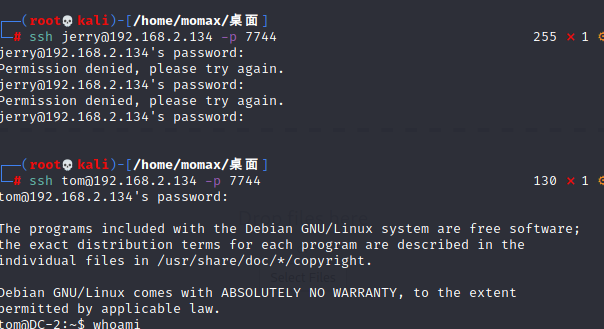 ┌──(root💀kali)-[/home/momax/桌面]
└─# ssh jerry@192.168.2.134 -p 7744 255 ⨯ 1 ⚙
jerry@192.168.2.134's password:
Permission denied, please try again.
jerry@192.168.2.134's password:
Permission denied, please try again.
jerry@192.168.2.134's password:
┌──(root💀kali)-[/home/momax/桌面]
└─# ssh tom@192.168.2.134 -p 7744 130 ⨯ 1 ⚙
tom@192.168.2.134's password:
The programs included with the Debian GNU/Linux system are free software;
the exact distribution terms for each program are described in the
individual files in /usr/share/doc/*/copyright.
Debian GNU/Linux comes with ABSOLUTELY NO WARRANTY, to the extent
permitted by applicable law.
tom@DC-2:~$ whoami